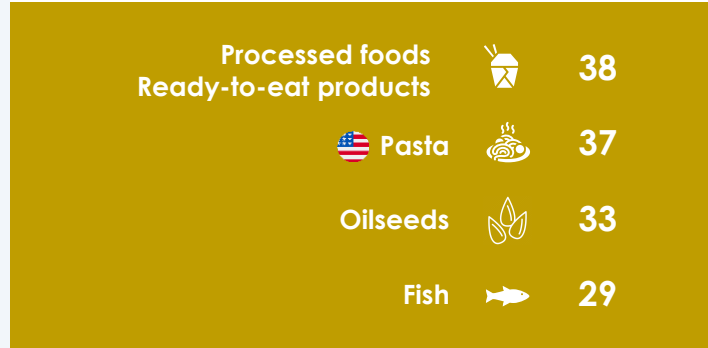 Processed foods
Ready-to-eat products 38
Pasta 37
Oilseeds 33
Fish 29